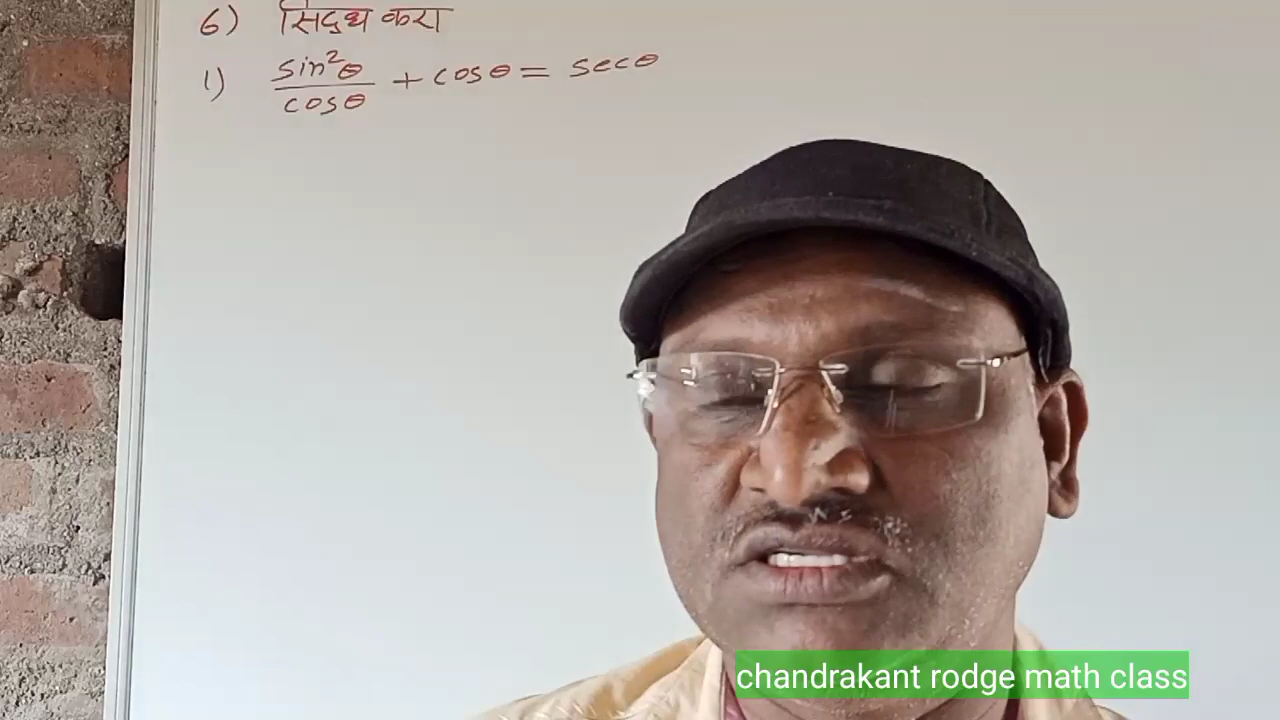 6) सिद्ध करा
1) sin²θ/cosθ + cosθ = secθ
chandrakant rodge math class